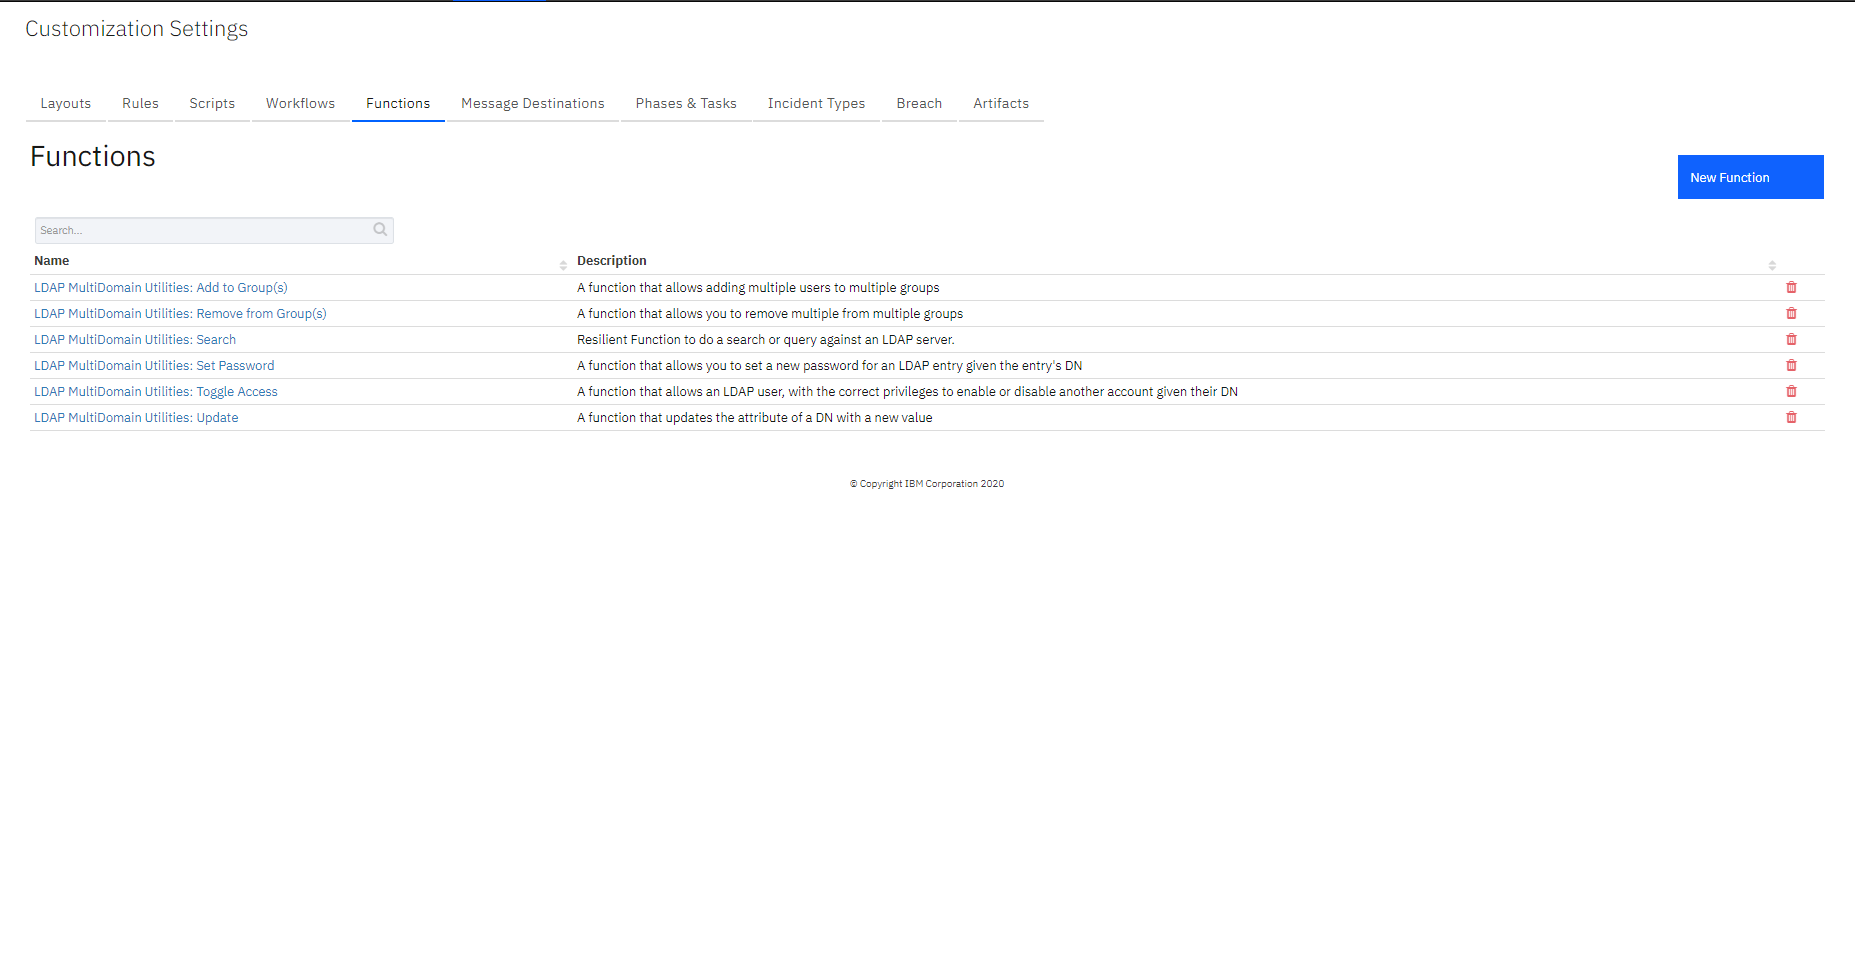 Customization Settings
Layouts Rules Scripts Workflows Functions Message Destinations Phases & Tasks Incident Types Breach Artifacts
Functions
New Function
Search...
Name Description
LDAP MultiDomain Utilities: Add to Group(s) A function that allows adding multiple users to multiple groups
LDAP MultiDomain Utilities: Remove from Group(s) A function that allows you to remove multiple from multiple groups
LDAP MultiDomain Utilities: Search Resilient Function to do a search or query against an LDAP server.
LDAP MultiDomain Utilities: Set Password A function that allows you to set a new password for an LDAP entry given the entry's DN
LDAP MultiDomain Utilities: Toggle Access A function that allows an LDAP user, with the correct privileges to enable or disable another account given their DN
LDAP MultiDomain Utilities: Update A function that updates the attribute of a DN with a new value
© Copyright IBM Corporation 2020